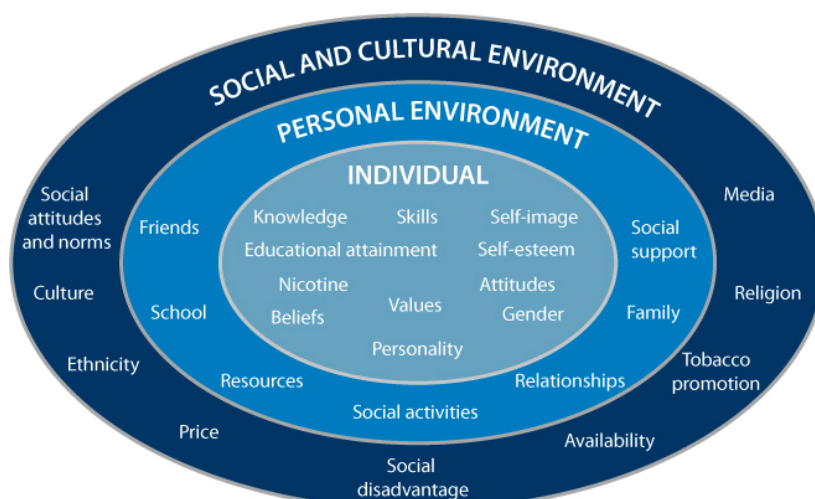 SOCIAL AND CULTURAL ENVIRONMENT
PERSONAL ENVIRONMENT
INDIVIDUAL
Knowledge
Skills
Self-image
Educational attainment
Self-esteem
Nicotine
Attitudes
Beliefs
Values
Gender
Personality
Friends
Social
support
School
Family
Resources
Relationships
Social activities
Social
attitudes
and norms
Media
Culture
Religion
Ethnicity
Tobacco
promotion
Price
Availability
Social
disadvantage